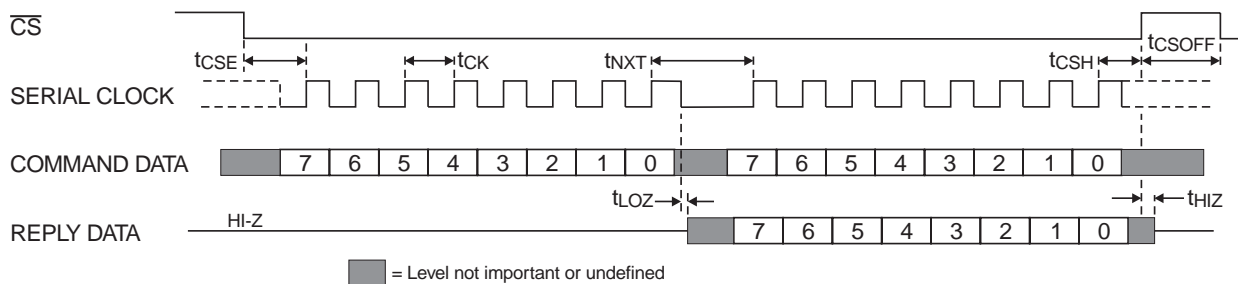 CS
tCSE tCK tNXT tCSH tCSOFF
SERIAL CLOCK
COMMAND DATA 7 6 5 4 3 2 1 0 7 6 5 4 3 2 1 0
tLOZ tHIZ
REPLY DATA HI-Z 7 6 5 4 3 2 1 0
= Level not important or undefined